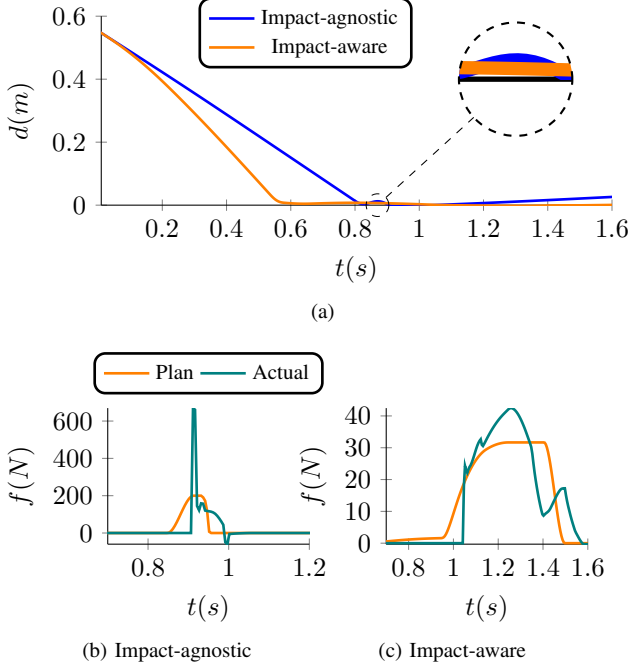 Impact-agnostic
Impact-aware
d(m)
0.6
0.4
0.2
0
0.2 0.4 0.6 0.8 1 1.2 1.4 1.6
t(s)
(a)
Plan Actual
f(N)
600
400
200
0
0.8 1 1.2
t(s)
(b) Impact-agnostic
f(N)
40
30
20
10
0
0.8 1 1.2 1.4 1.6
t(s)
(c) Impact-aware